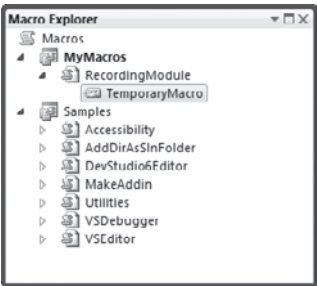 Macro Explorer
Macros
MyMacros
RecordingModule
TemporaryMacro
Samples
Accessibility
AddDirAsSlnFolder
DevStudio6Editor
MakeAddin
Utilities
VSDebugger
VSEditor